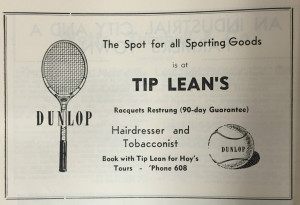 The Spot for all Sporting Goods
is at
TIP LEAN'S
Racquets Restrung (90-day Guarantee)
DUNLOP
Hairdresser and
Tobacconist
DUNLOP
Book with Tip Lean for Hoy's
Tours - 'Phone 608